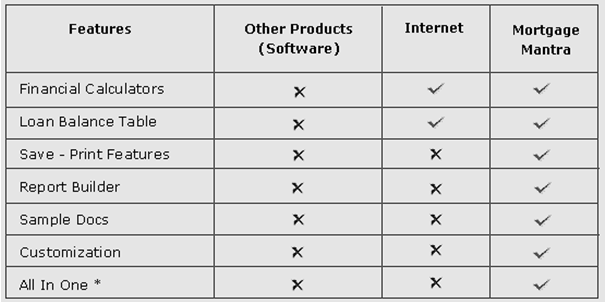 Features Other Products (Software) Internet Mortgage Mantra
Financial Calculators ✗ ✓ ✓
Loan Balance Table ✗ ✓ ✓
Save - Print Features ✗ ✗ ✓
Report Builder ✗ ✗ ✓
Sample Docs ✗ ✗ ✓
Customization ✗ ✗ ✓
All In One * ✗ ✗ ✓